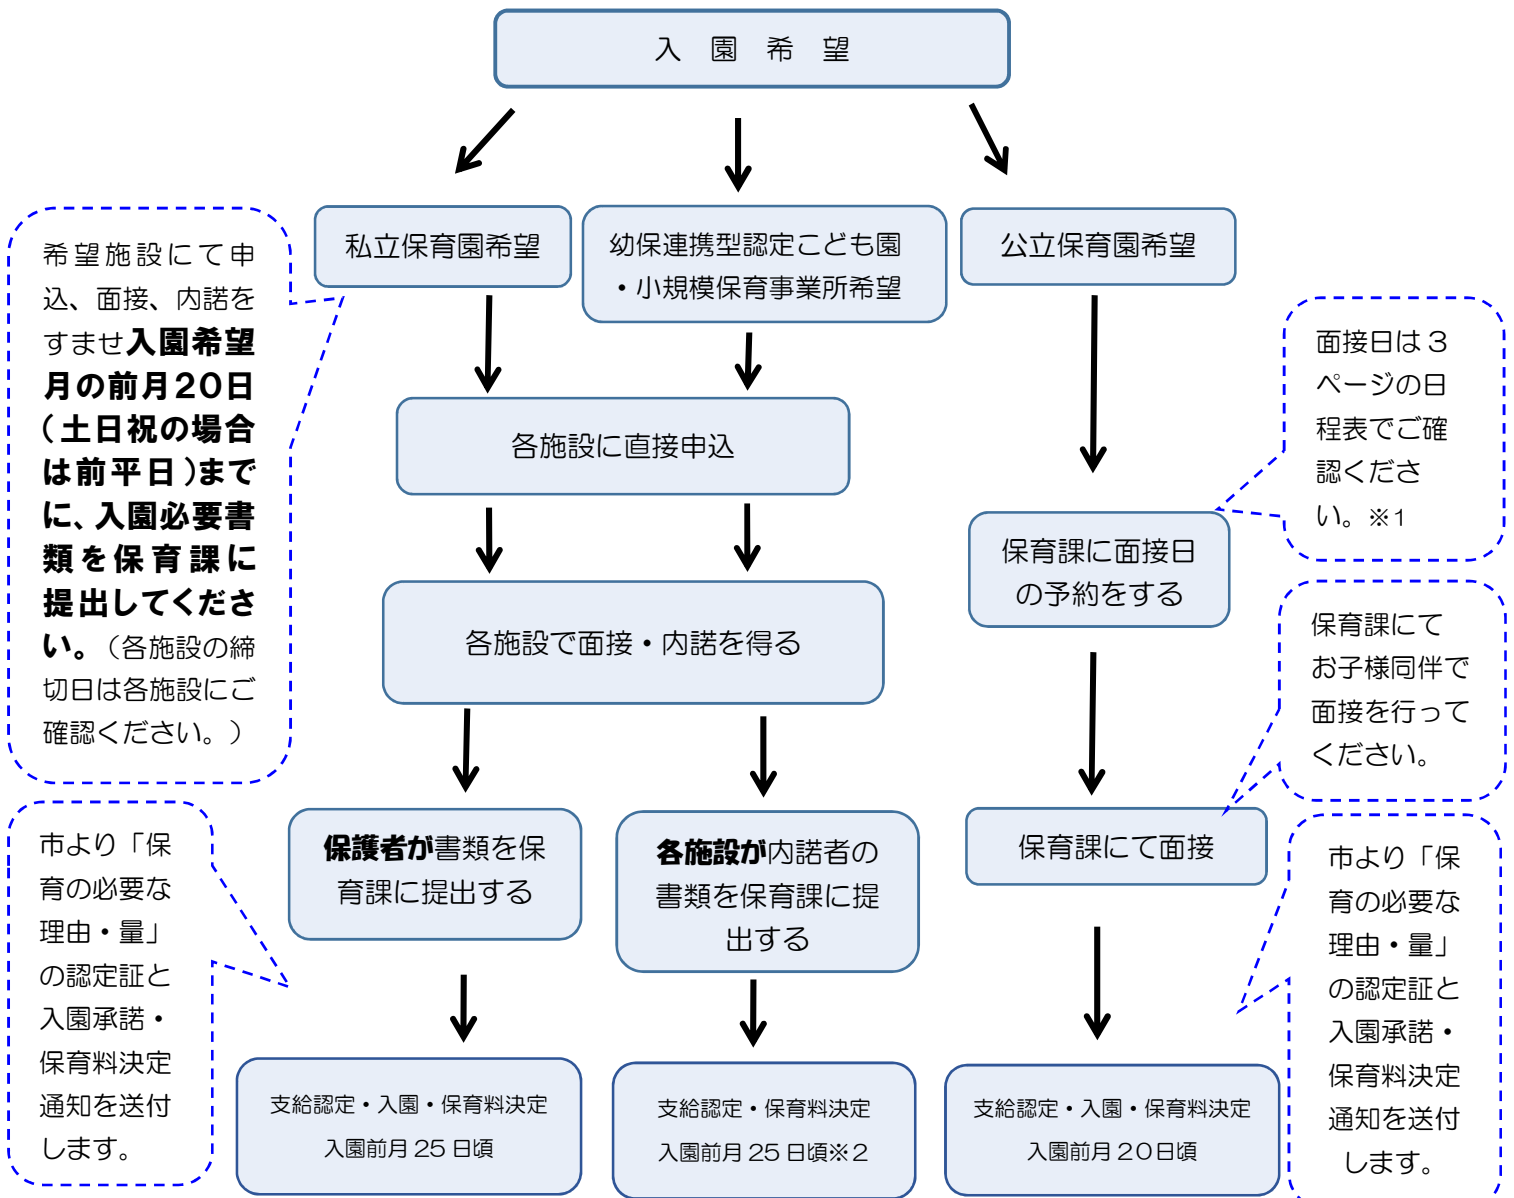 入 園 希 望
私立保育園希望
幼保連携型認定こども園
・小規模保育事業所希望
公立保育園希望
希望施設にて申
込、面接、内諾を
すませ入園希望
月の前月20日
(土日祝の場合
は前平日)まで
に、入園必要書
類を保育課に
提出してくださ
い。（各施設の締
切日は各施設にご
確認ください。）
面接日は３
ページの日
程表でご確
認くださ
い。※1
各施設に直接申込
保育課に面接日
の予約をする
各施設で面接・内諾を得る
保育課にて
お子様同伴で
面接を行って
ください。
保護者が書類を保
育課に提出する
各施設が内諾者の
書類を保育課に提
出する
保育課にて面接
市より「保
育の必要な
理由・量」
の認定証と
入園承諾・
保育料決定
通知を送付
します。
市より「保
育の必要な
理由・量」
の認定証と
入園承諾・
保育料決定
通知を送付
します。
支給認定・入園・保育料決定
入園前月 25 日頃
支給認定・保育料決定
入園前月 25 日頃※２
支給認定・入園・保育料決定
入園前月２０日頃